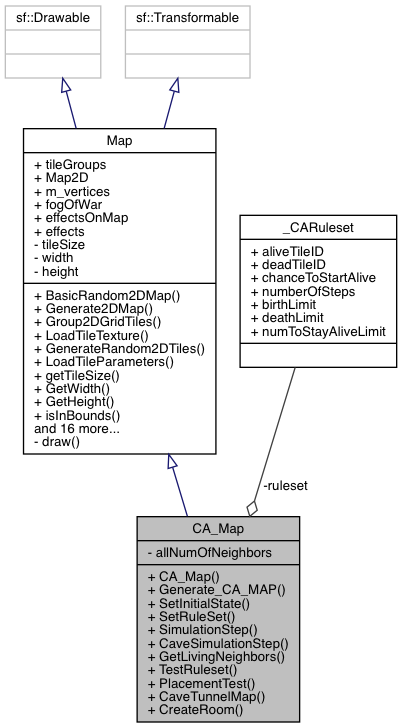 sf::Drawable
sf::Transformable
Map
+ tileGroups
+ Map2D
+ m_vertices
+ fogOfWar
+ effectsOnMap
+ effects
- tileSize
- width
- height
+ BasicRandom2DMap()
+ Generate2DMap()
+ Group2DGridTiles()
+ LoadTileTexture()
+ GenerateRandom2DTiles()
+ LoadTileParameters()
+ getTileSize()
+ GetWidth()
+ GetHeight()
+ isInBounds()
and 16 more...
- draw()
_CARuleset
+ aliveTileID
+ deadTileID
+ chanceToStartAlive
+ numberOfSteps
+ birthLimit
+ deathLimit
+ numToStayAliveLimit
-ruleset
CA_Map
- allNumOfNeighbors
+ CA_Map()
+ Generate_CA_MAP()
+ SetInitialState()
+ SetRuleSet()
+ SimulationStep()
+ CaveSimulationStep()
+ GetLivingNeighbors()
+ TestRuleset()
+ PlacementTest()
+ CaveTunnelMap()
+ CreateRoom()